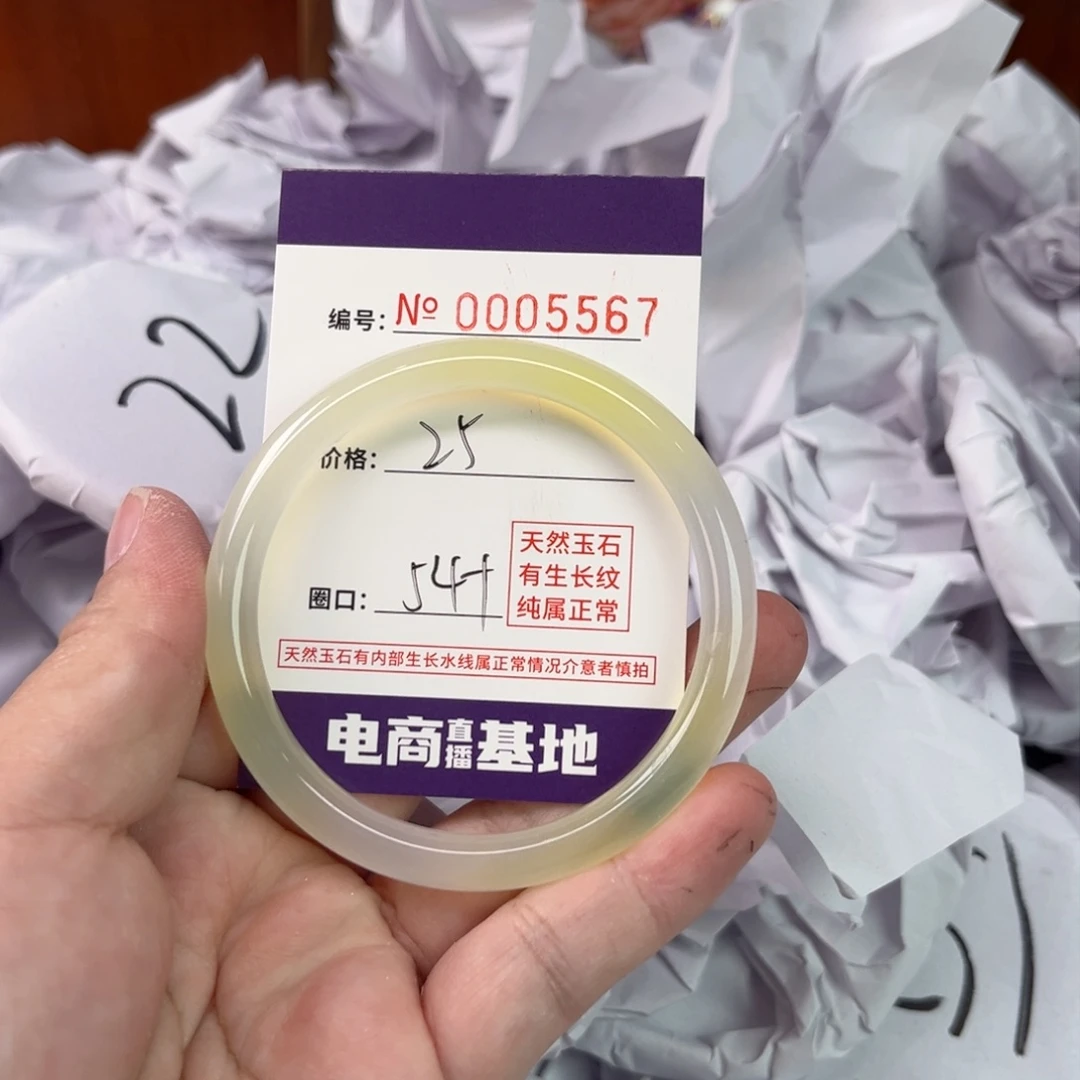 编号: Nº 0005567
22
价格: 25
天然玉石
有生长纹
纯属正常
圈口: 544
天然玉石有内部生长水线属正常情况介意者慎拍
电商直播基地